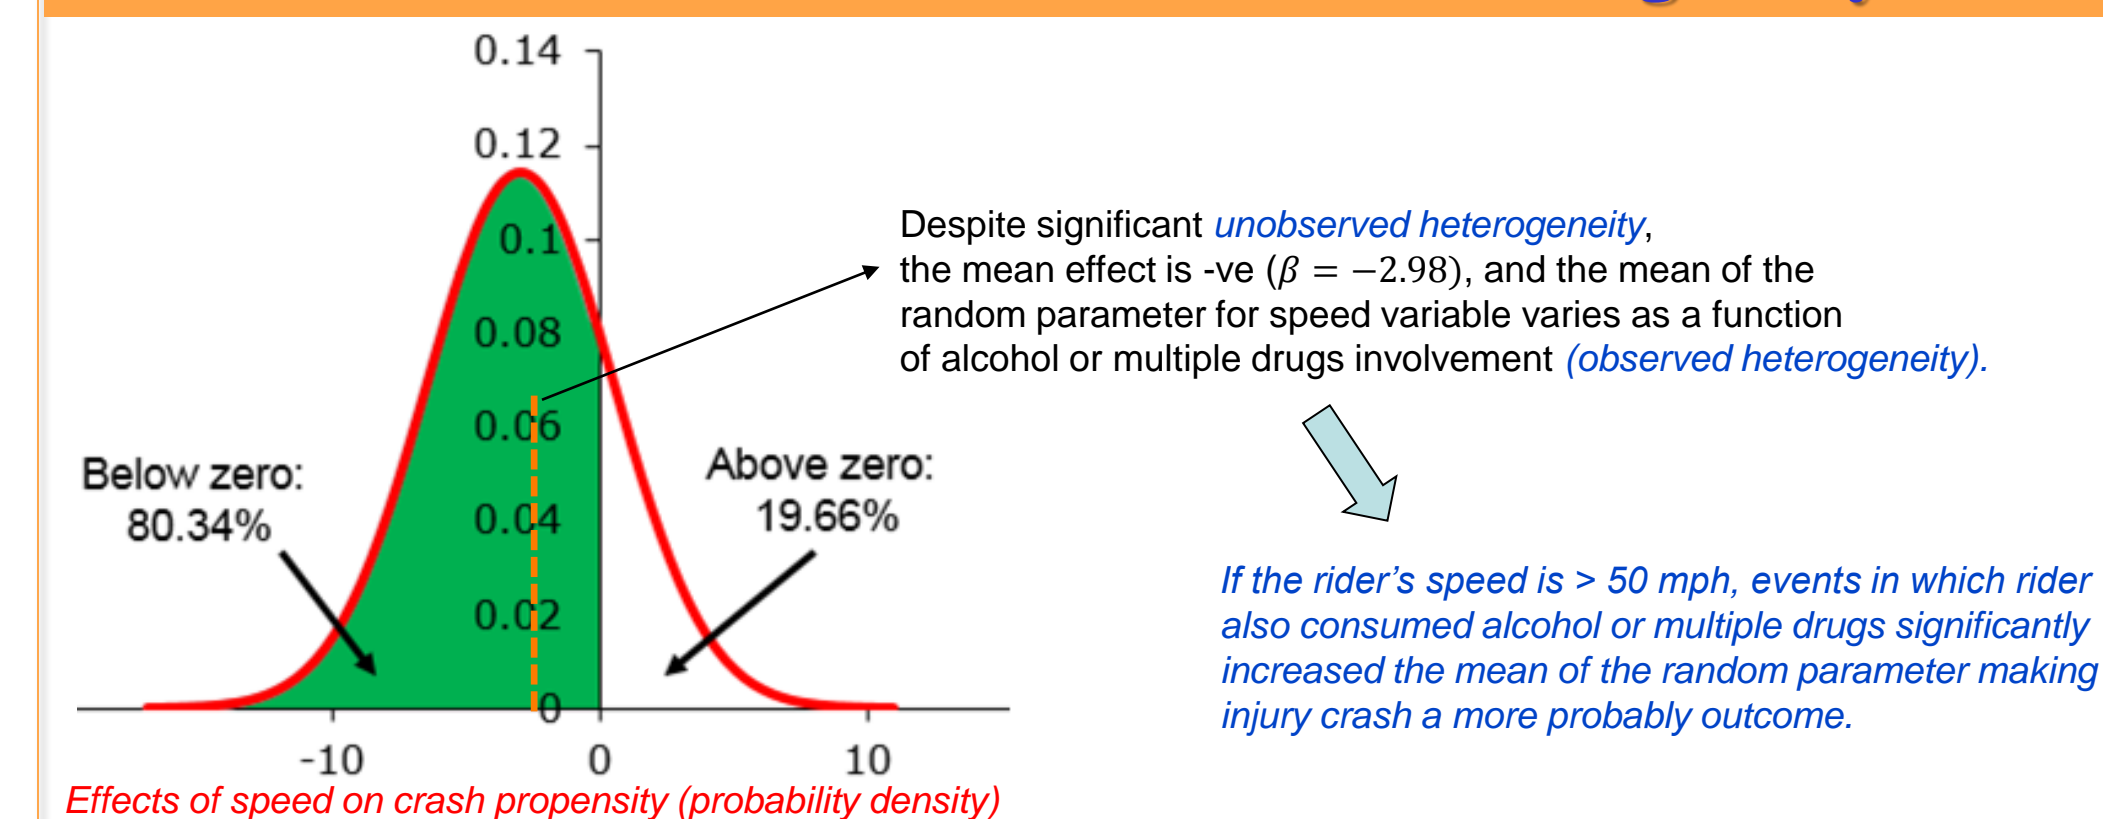 0.14
0.12
0.1
0.08
0.06
0.04
0.02
0
-10
0
10
Below zero:
80.34%
Above zero:
19.66%
Effects of speed on crash propensity (probability density)
Despite significant unobserved heterogeneity,
the mean effect is -ve (β = −2.98), and the mean of the
random parameter for speed variable varies as a function
of alcohol or multiple drugs involvement (observed heterogeneity).
If the rider’s speed is > 50 mph, events in which rider
also consumed alcohol or multiple drugs significantly
increased the mean of the random parameter making
injury crash a more probably outcome.